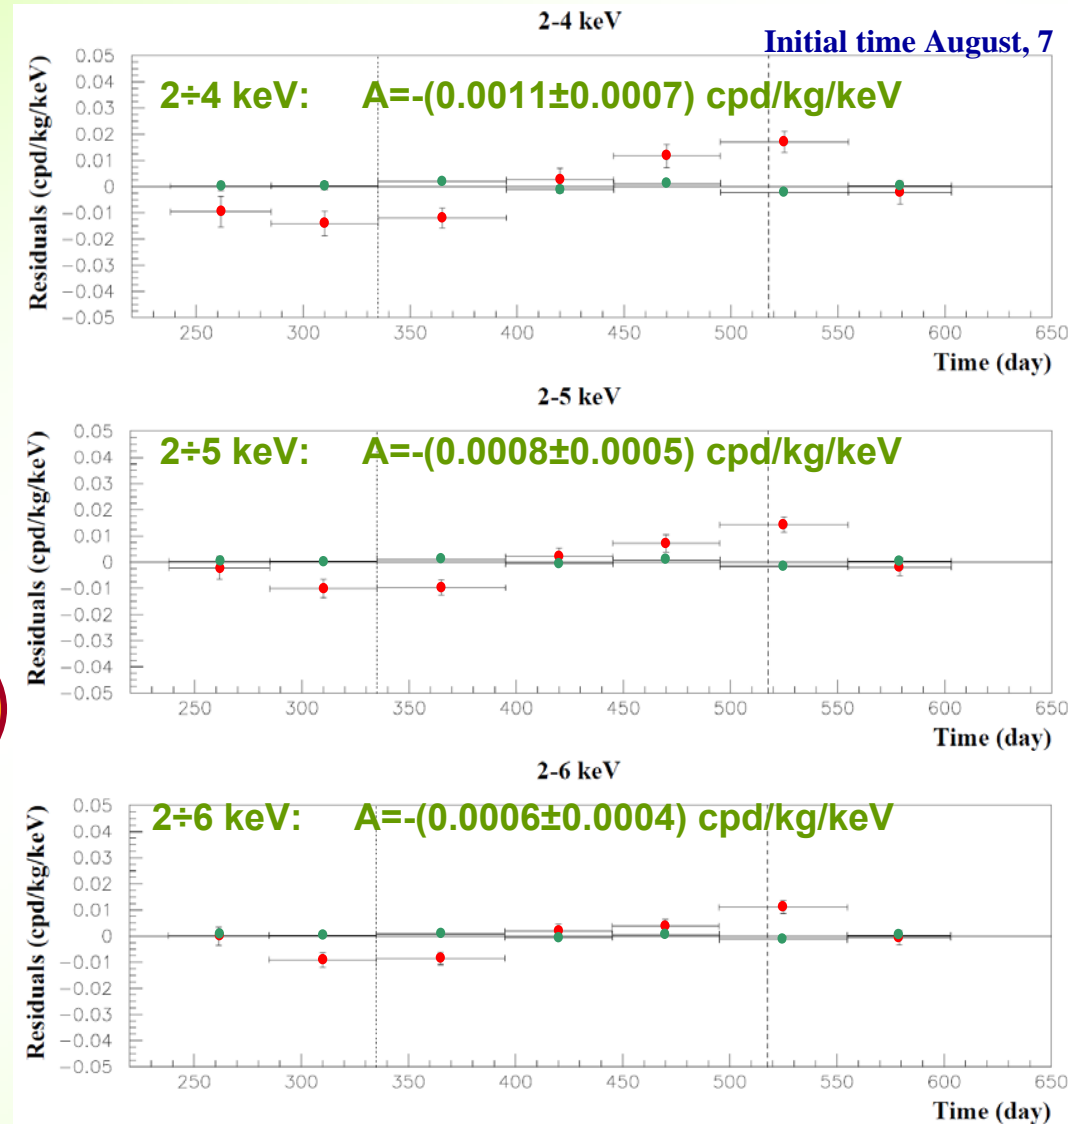 2-4 keV
Initial time August, 7
2÷4 keV: A=-(0.0011±0.0007) cpd/kg/keV
Residuals (cpd/kg/keV)
0.05
0.04
0.03
0.02
0.01
0
−0.01
−0.02
−0.03
−0.04
−0.05
250 300 350 400 450 500 550 600 650
Time (day)
2-5 keV
2÷5 keV: A=-(0.0008±0.0005) cpd/kg/keV
Residuals (cpd/kg/keV)
0.05
0.04
0.03
0.02
0.01
0
−0.01
−0.02
−0.03
−0.04
−0.05
250 300 350 400 450 500 550 600 650
Time (day)
2-6 keV
2÷6 keV: A=-(0.0006±0.0004) cpd/kg/keV
Residuals (cpd/kg/keV)
0.05
0.04
0.03
0.02
0.01
0
−0.01
−0.02
−0.03
−0.04
−0.05
250 300 350 400 450 500 550 600 650
Time (day)